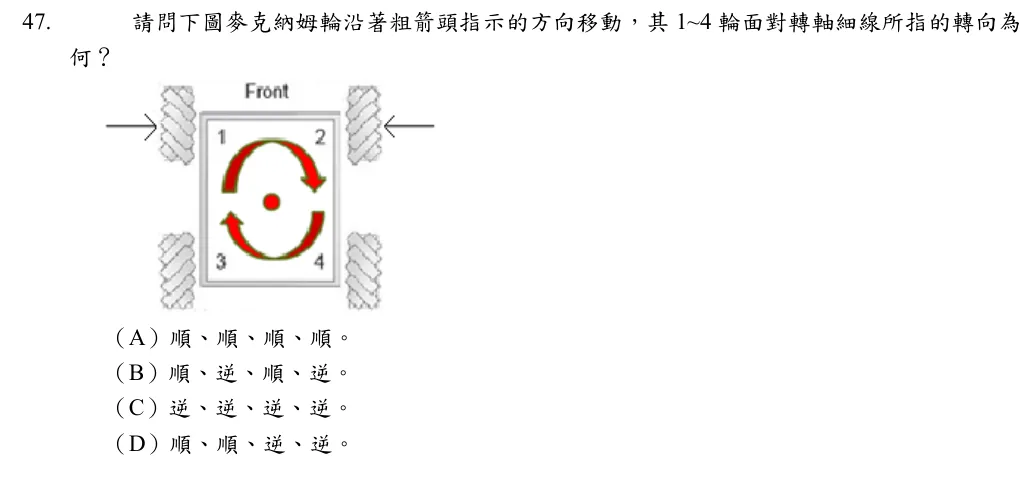 47. 請問下圖麥克納姆輪沿著粗箭頭指示的方向移動，其 1~4 輪面對轉軸細線所指的轉向為
何？
Front
1 2
3 4
（A）順、順、順、順。
（B）順、逆、順、逆。
（C）逆、逆、逆、逆。
（D）順、順、逆、逆。